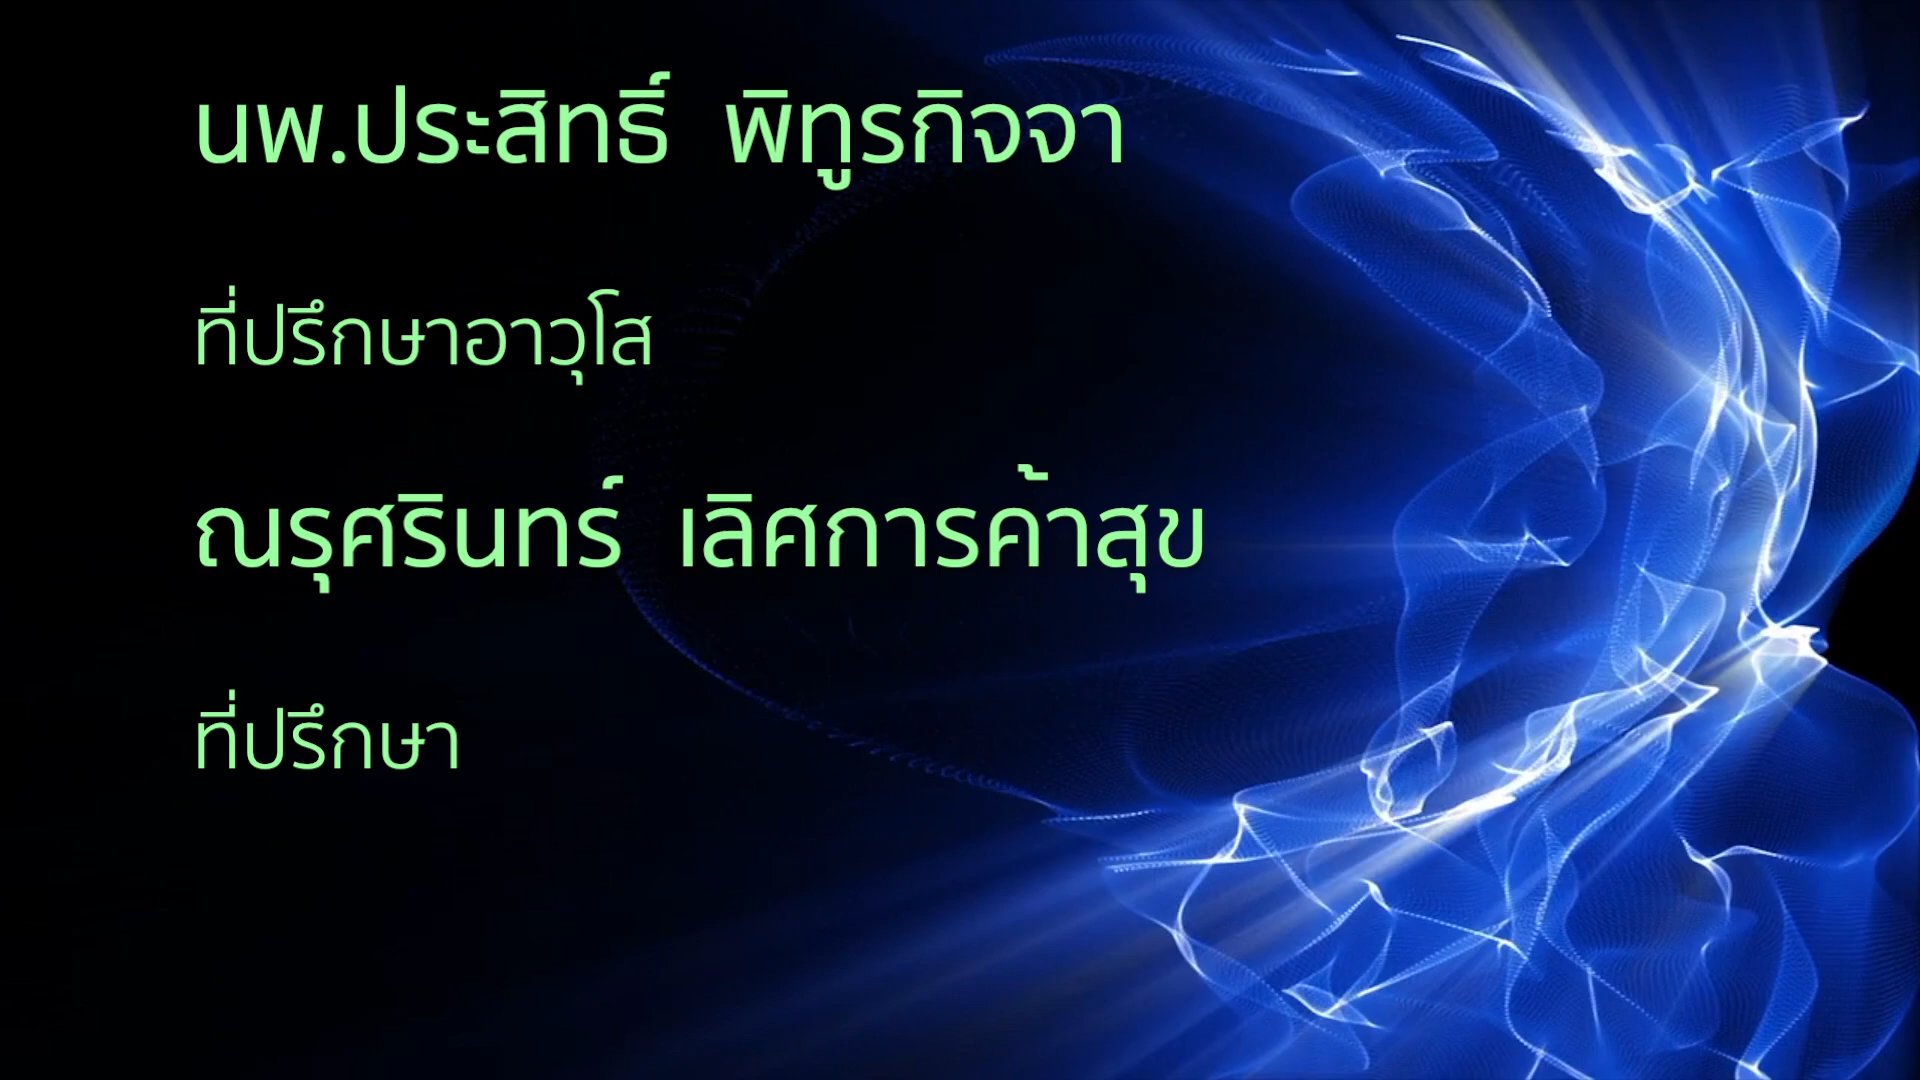 นพ.ประสิทธิ์ พิทูรกิจจา
ที่ปรึกษาอาวุโส
ณรุศรินทร์ เลิศการค้าสุข
ที่ปรึกษา